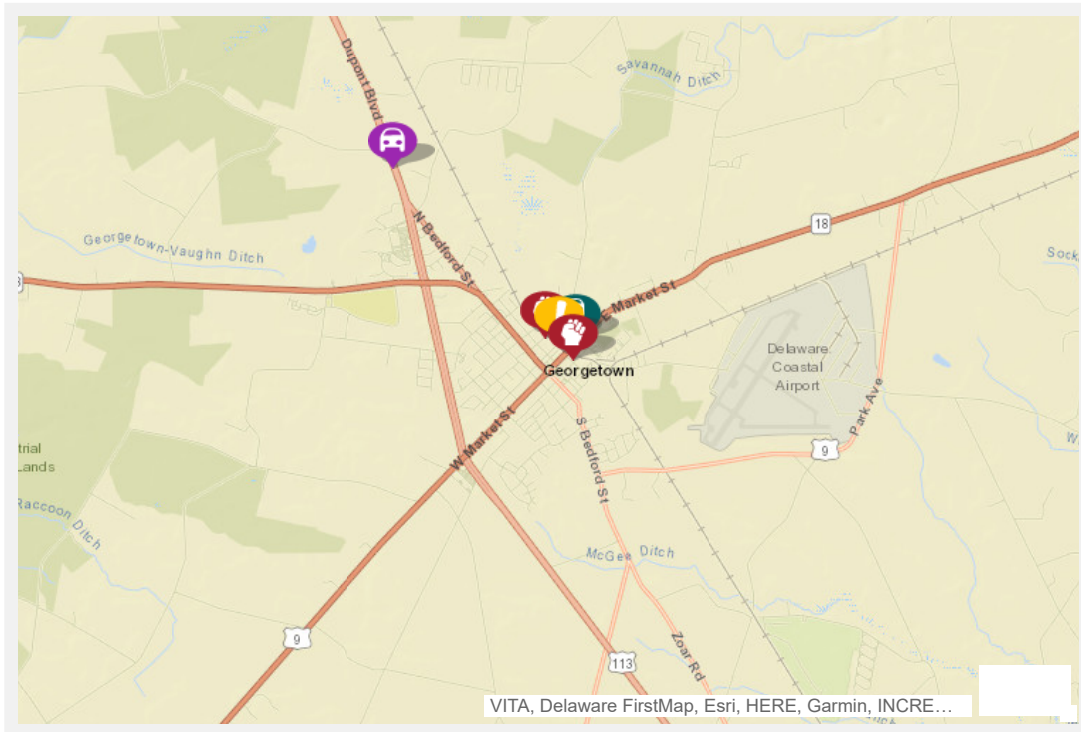 Dupont Blvd
Savannah Ditch
18
N Bedford St
Georgetown-Vaughn Ditch
Sock
E Market St
Delaware
Coastal
Airport
Georgetown
Park Ave
W Market St
S Bedford St
9
trial
Lands
W
Raccoon Ditch
McGee Ditch
9
113
Zoar Rd
VITA, Delaware FirstMap, Esri, HERE, Garmin, INCRE…